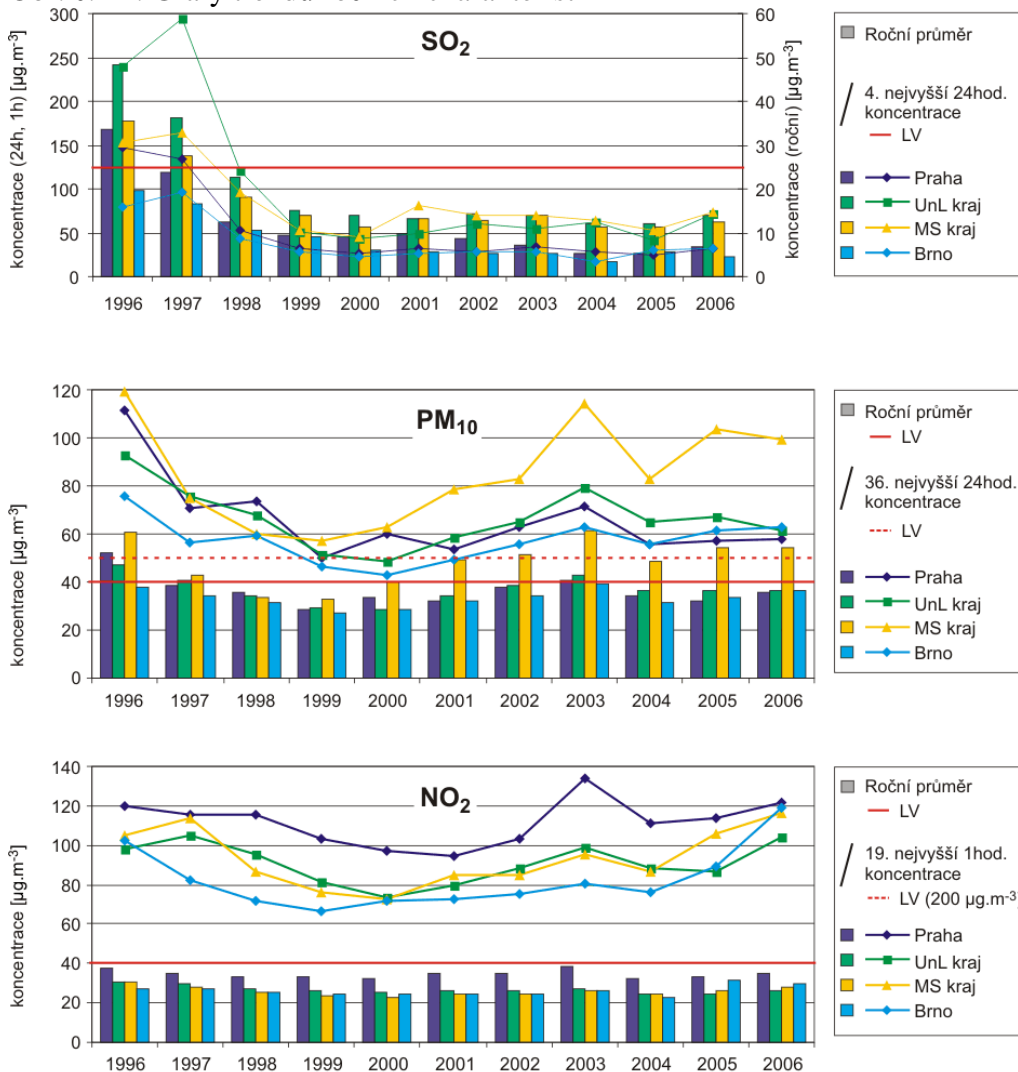 SO2
koncentrace (24h, 1h) [µg.m-3]
300
250
200
150
100
50
0
60
50
40
30
20
10
0
koncentrace (roční) [µg.m-3]
1996 1997 1998 1999 2000 2001 2002 2003 2004 2005 2006
Roční průměr
4. nejvyšší 24hod.
koncentrace
LV
Praha
UnL kraj
MS kraj
Brno
PM10
koncentrace [µg.m-3]
120
100
80
60
40
20
0
1996 1997 1998 1999 2000 2001 2002 2003 2004 2005 2006
Roční průměr
LV
36. nejvyšší 24hod.
koncentrace
LV
Praha
UnL kraj
MS kraj
Brno
NO2
koncentrace [µg.m-3]
140
120
100
80
60
40
20
0
1996 1997 1998 1999 2000 2001 2002 2003 2004 2005 2006
Roční průměr
LV
19. nejvyšší 1hod.
koncentrace
LV (200 µg.m-3)
Praha
UnL kraj
MS kraj
Brno